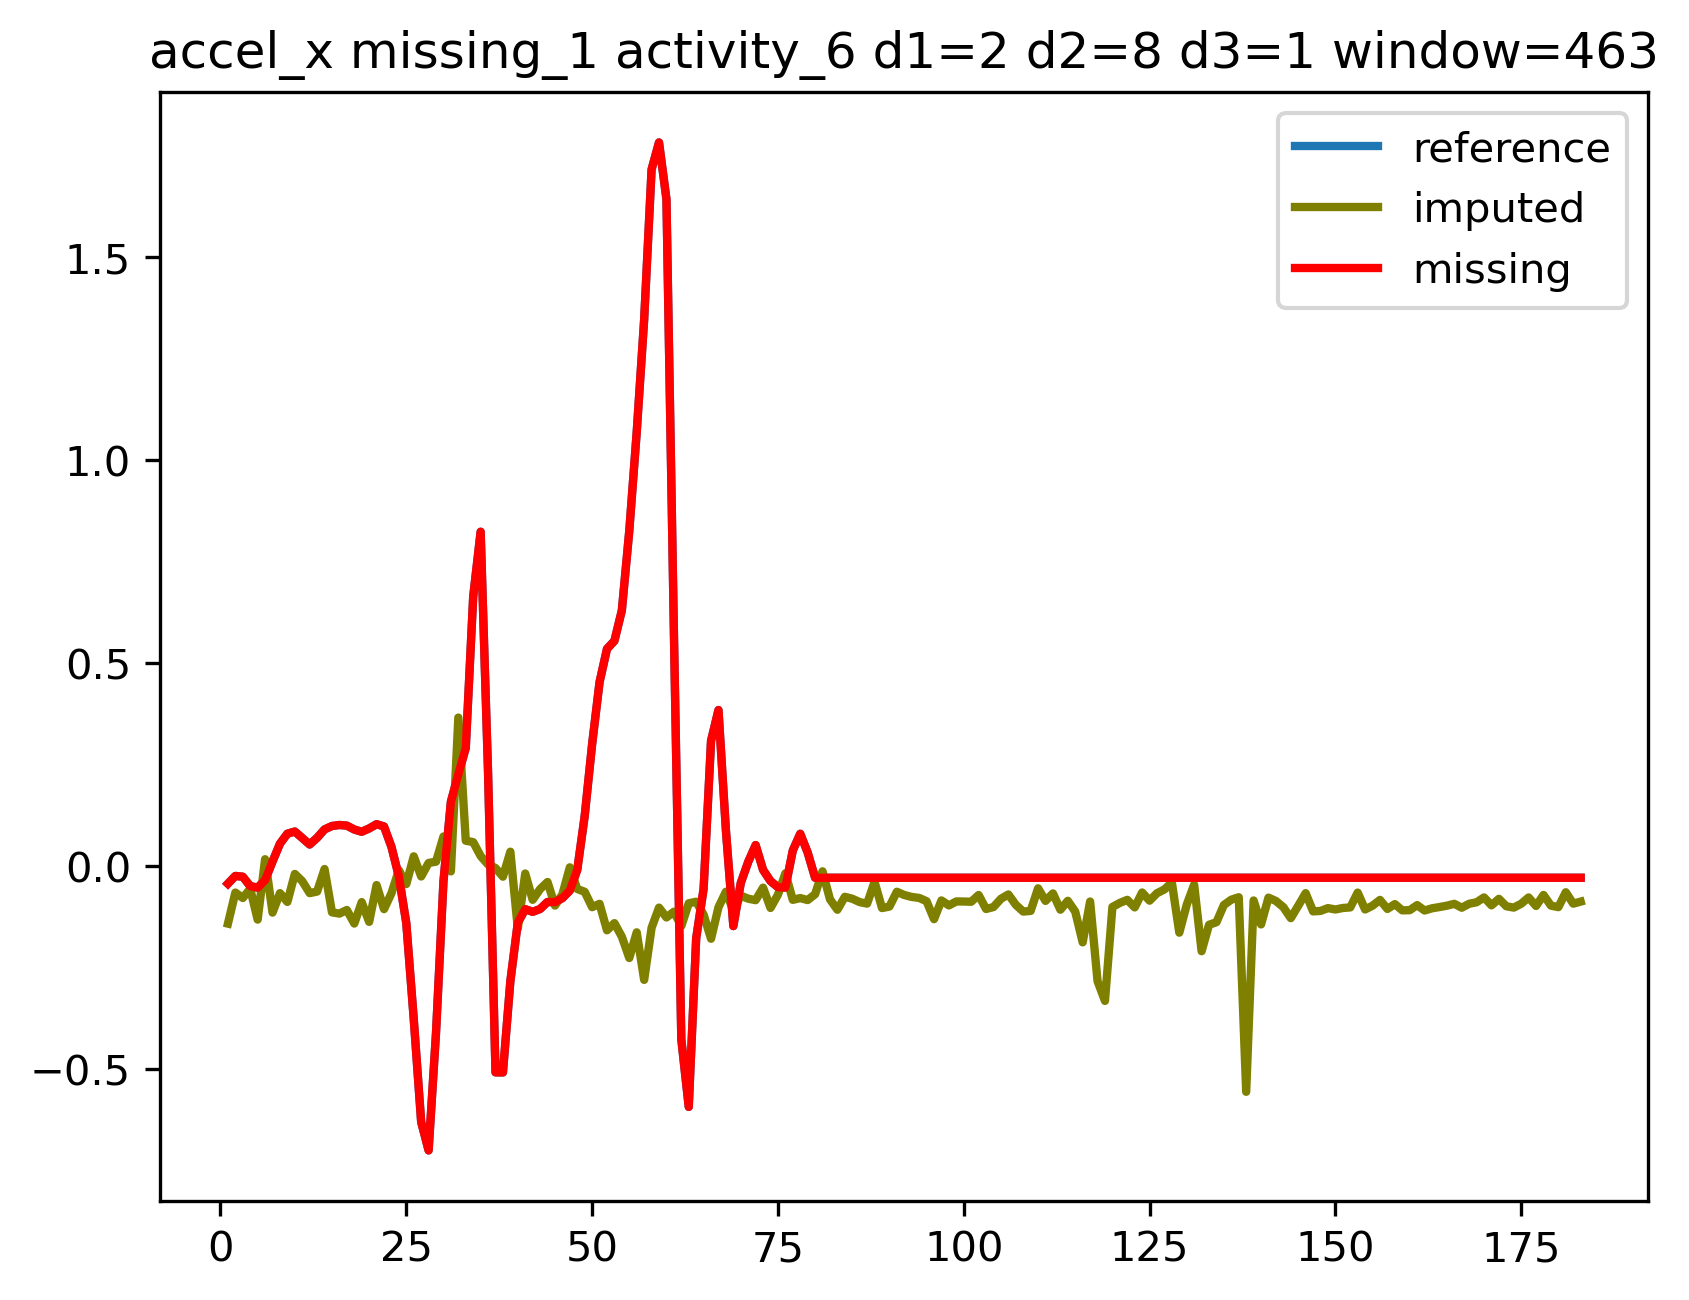 accel_x missing_1 activity_6 d1=2 d2=8 d3=1 window=463
reference
imputed
missing
1.5
1.0
0.5
0.0
−0.5
0 25 50 75 100 125 150 175